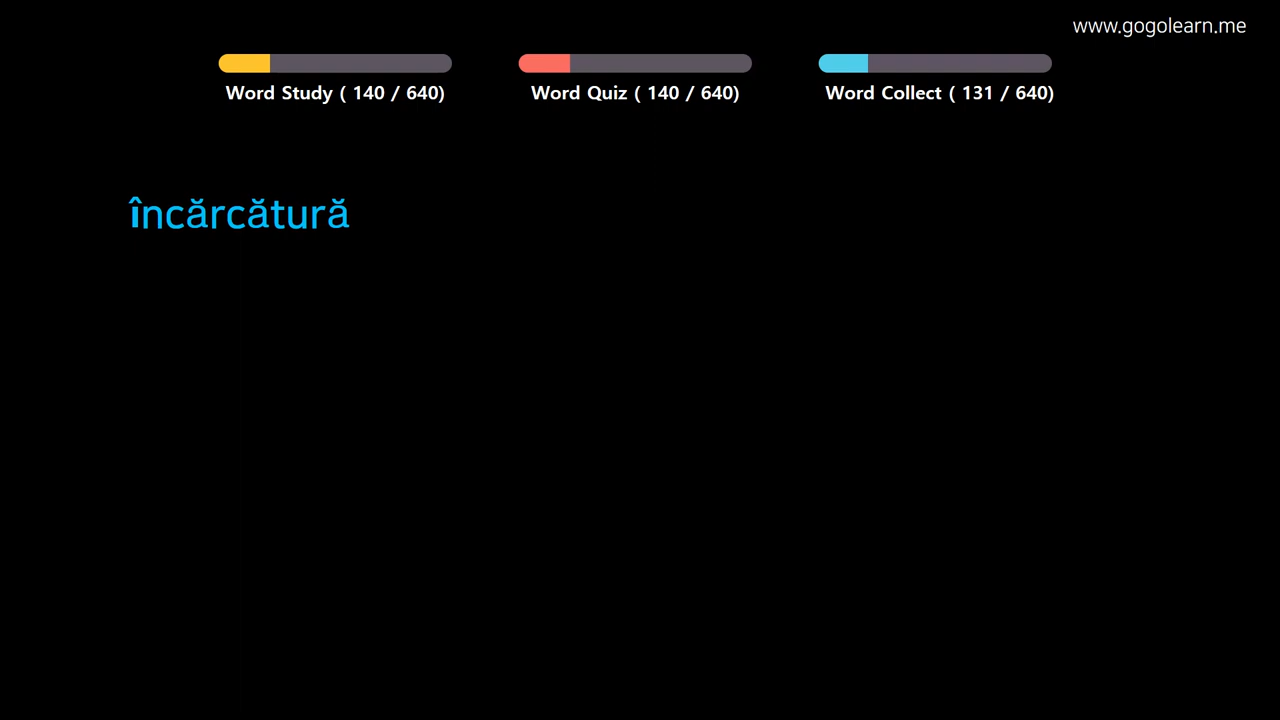 www.gogolearn.me
Word Study ( 140 / 640)
Word Quiz ( 140 / 640)
Word Collect ( 131 / 640)
încărcătură